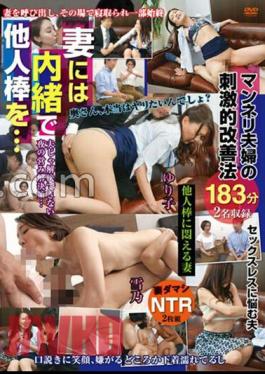 妻を呼び出し、その場で寝取られ一部始終
マンネリ夫婦の
刺激的改善法
183分
2名収録
セックスレスに悩む夫、
妻には
内緒で
他人棒を…
奥さん、本当はヤりたいんでしょ?
ゆり子
他人棒に悶える妻
雪乃
妻ダマシ
NTR
2枚組
口説きに笑顔、嫌がるどころか下着濡れてるし